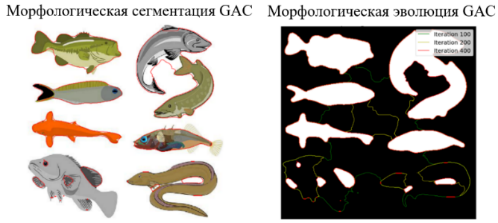 Морфологическая сегментация GAC
Морфологическая эволюция GAC
Iteration 100
Iteration 200
Iteration 400